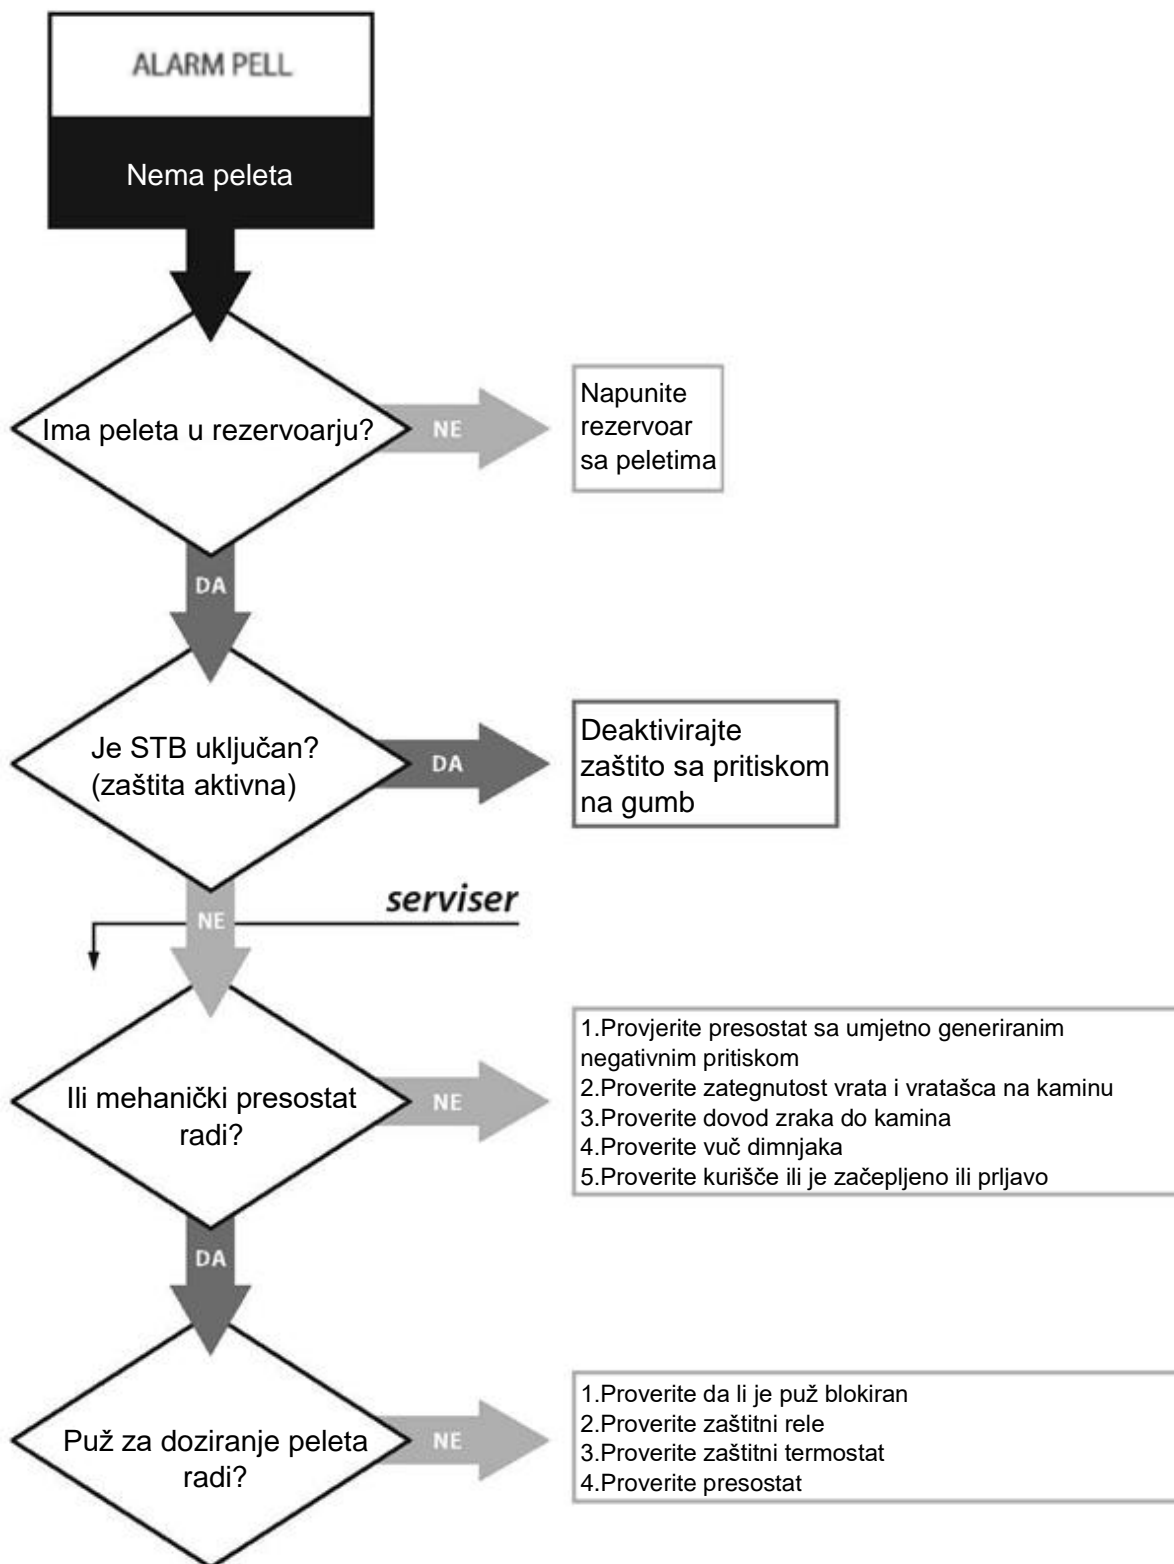 ALARM PELL
Nema peleta
Ima peleta u rezervoarju?
NE
Napunite
rezervoar
sa peletima
DA
Je STB uključan?
(zaštita aktivna)
DA
Deaktivirajte
zaštito sa pritiskom
na gumb
serviser
NE
Ili mehanički presostat
radi?
NE
1.Provjerite presostat sa umjetno generiranim
negativnim pritiskom
2.Proverite zategnutost vrata i vratašca na kaminu
3.Proverite dovod zraka do kamina
4.Proverite vuč dimnjaka
5.Proverite kurišče ili je začepljeno ili prljavo
DA
Puž za doziranje peleta
radi?
NE
1.Proverite da li je puž blokiran
2.Proverite zaštitni rele
3.Proverite zaštitni termostat
4.Proverite presostat